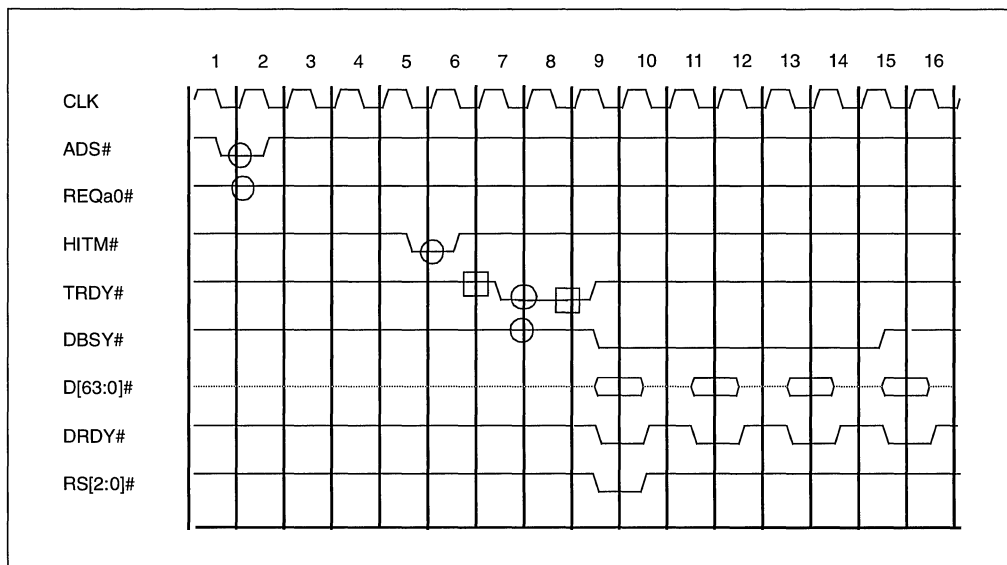 1 2 3 4 5 6 7 8 9 10 11 12 13 14 15 16
CLK
ADS#
REQa0#
HITM#
TRDY#
DBSY#
D[63:0]#
DRDY#
RS[2:0]#